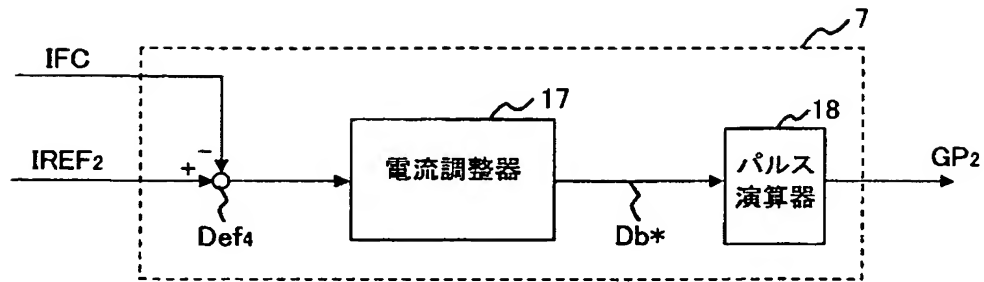 7
IFC
17
18
-
IREF2
+
電流調整器
パルス
演算器
GP2
Def4
Db*